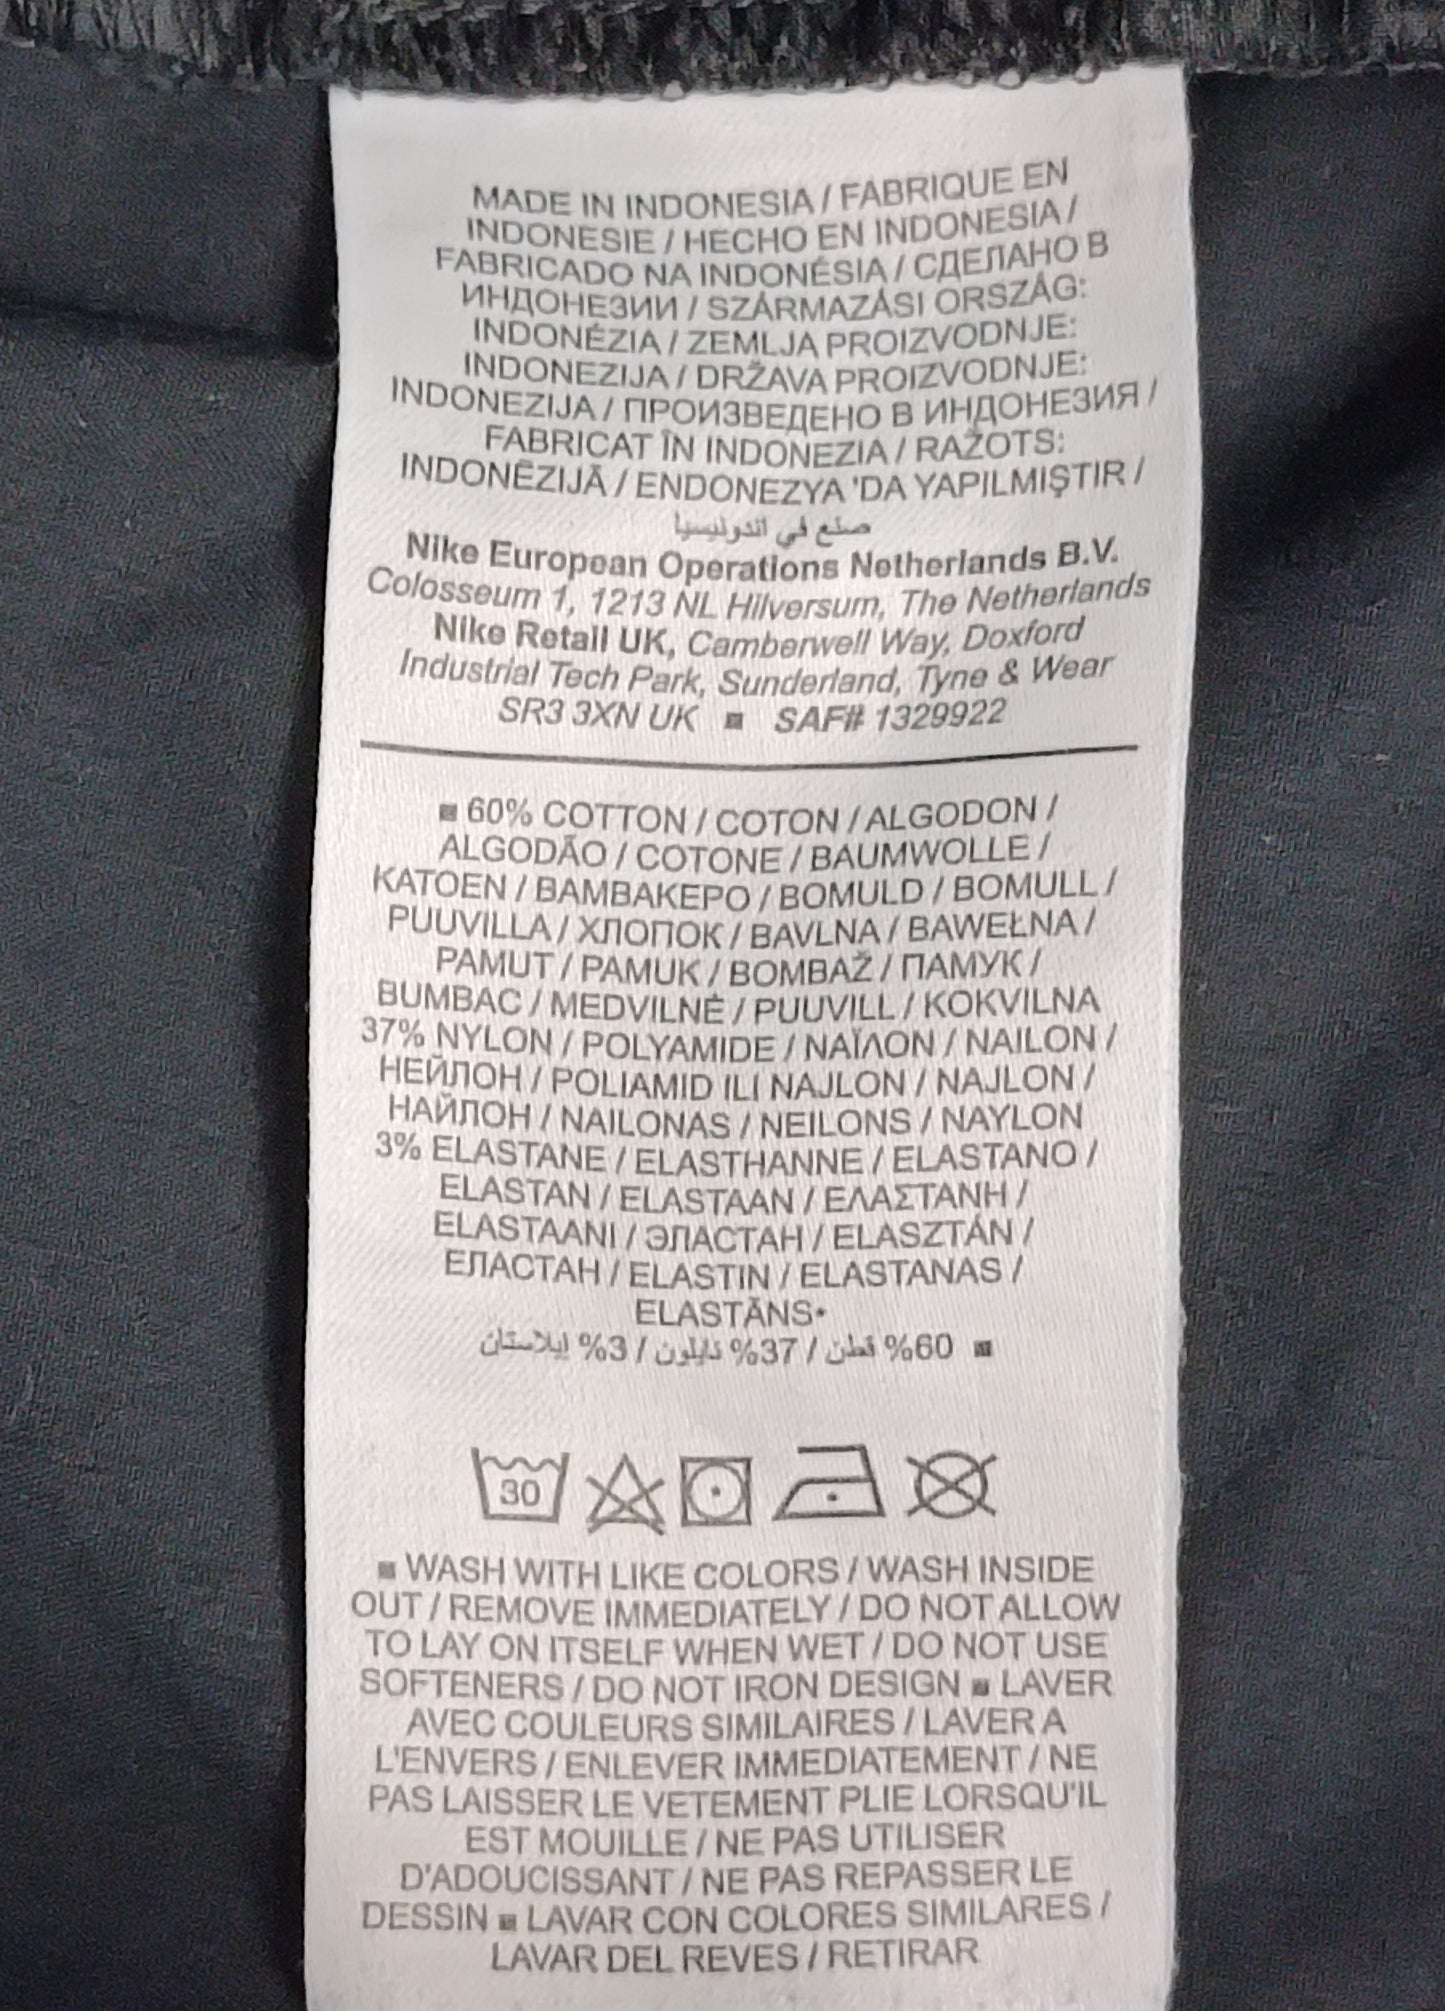 MADE IN INDONESIA / FABRIQUE EN
INDONESIE / HECHO EN INDONESIA /
FABRICADO NA INDONÉSIA / СДЕЛАНО В
ИНДОНЕЗИИ / SZÁRMAZÁSI ORSZÁG:
INDONÉZIA / ZEMLJA PROIZVODNJE:
INDONEZIJA / DRŽAVA PROIZVODNJE:
INDONEZIJA / ПРОИЗВЕДЕНО В ИНДОНЕЗИЯ /
FABRICAT ÎN INDONEZIA / RAŽOTS:
INDONĒZIJĀ / ENDONEZYA 'DA YAPILMIŞTIR /
صنع في اندونيسيا
Nike European Operations Netherlands B.V.
Colosseum 1, 1213 NL Hilversum, The Netherlands
Nike Retail UK, Camberwell Way, Doxford
Industrial Tech Park, Sunderland, Tyne & Wear
SR3 3XN UK ■ SAF# 1329922
■ 60% COTTON / COTON / ALGODON /
ALGODÃO / COTONE / BAUMWOLLE /
KATOEN / ΒΑΜΒΑΚΕΡΟ / BOMULD / BOMULL /
PUUVILLA / ХЛОПОК / BAVLNA / BAWEŁNA /
PAMUT / PAMUK / BOMBAŽ / ПАМУК /
BUMBAC / MEDVILNĖ / PUUVILL / KOKVILNA
37% NYLON / POLYAMIDE / ΝΑΪΛΟΝ / NAILON /
НЕЙЛОН / POLIAMID ILI NAJLON / NAJLON /
НАЙЛОН / NAILONAS / NEILONS / NAYLON
3% ELASTANE / ELASTHANNE / ELASTANO /
ELASTAN / ELASTAAN / ΕΛΑΣΤΑΝΗ /
ELASTAANI / ЭЛАСТАН / ELASZTÁN /
ЕЛАСТАН / ELASTIN / ELASTANAS /
ELASTĀNS•
■ 60% قطن / 37% نايلون / 3% إيلاستان
30
■ WASH WITH LIKE COLORS / WASH INSIDE
OUT / REMOVE IMMEDIATELY / DO NOT ALLOW
TO LAY ON ITSELF WHEN WET / DO NOT USE
SOFTENERS / DO NOT IRON DESIGN ■ LAVER
AVEC COULEURS SIMILAIRES / LAVER A
L'ENVERS / ENLEVER IMMEDIATEMENT / NE
PAS LAISSER LE VETEMENT PLIE LORSQU'IL
EST MOUILLE / NE PAS UTILISER
D'ADOUCISSANT / NE PAS REPASSER LE
DESSIN ■ LAVAR CON COLORES SIMILARES /
LAVAR DEL REVES / RETIRAR